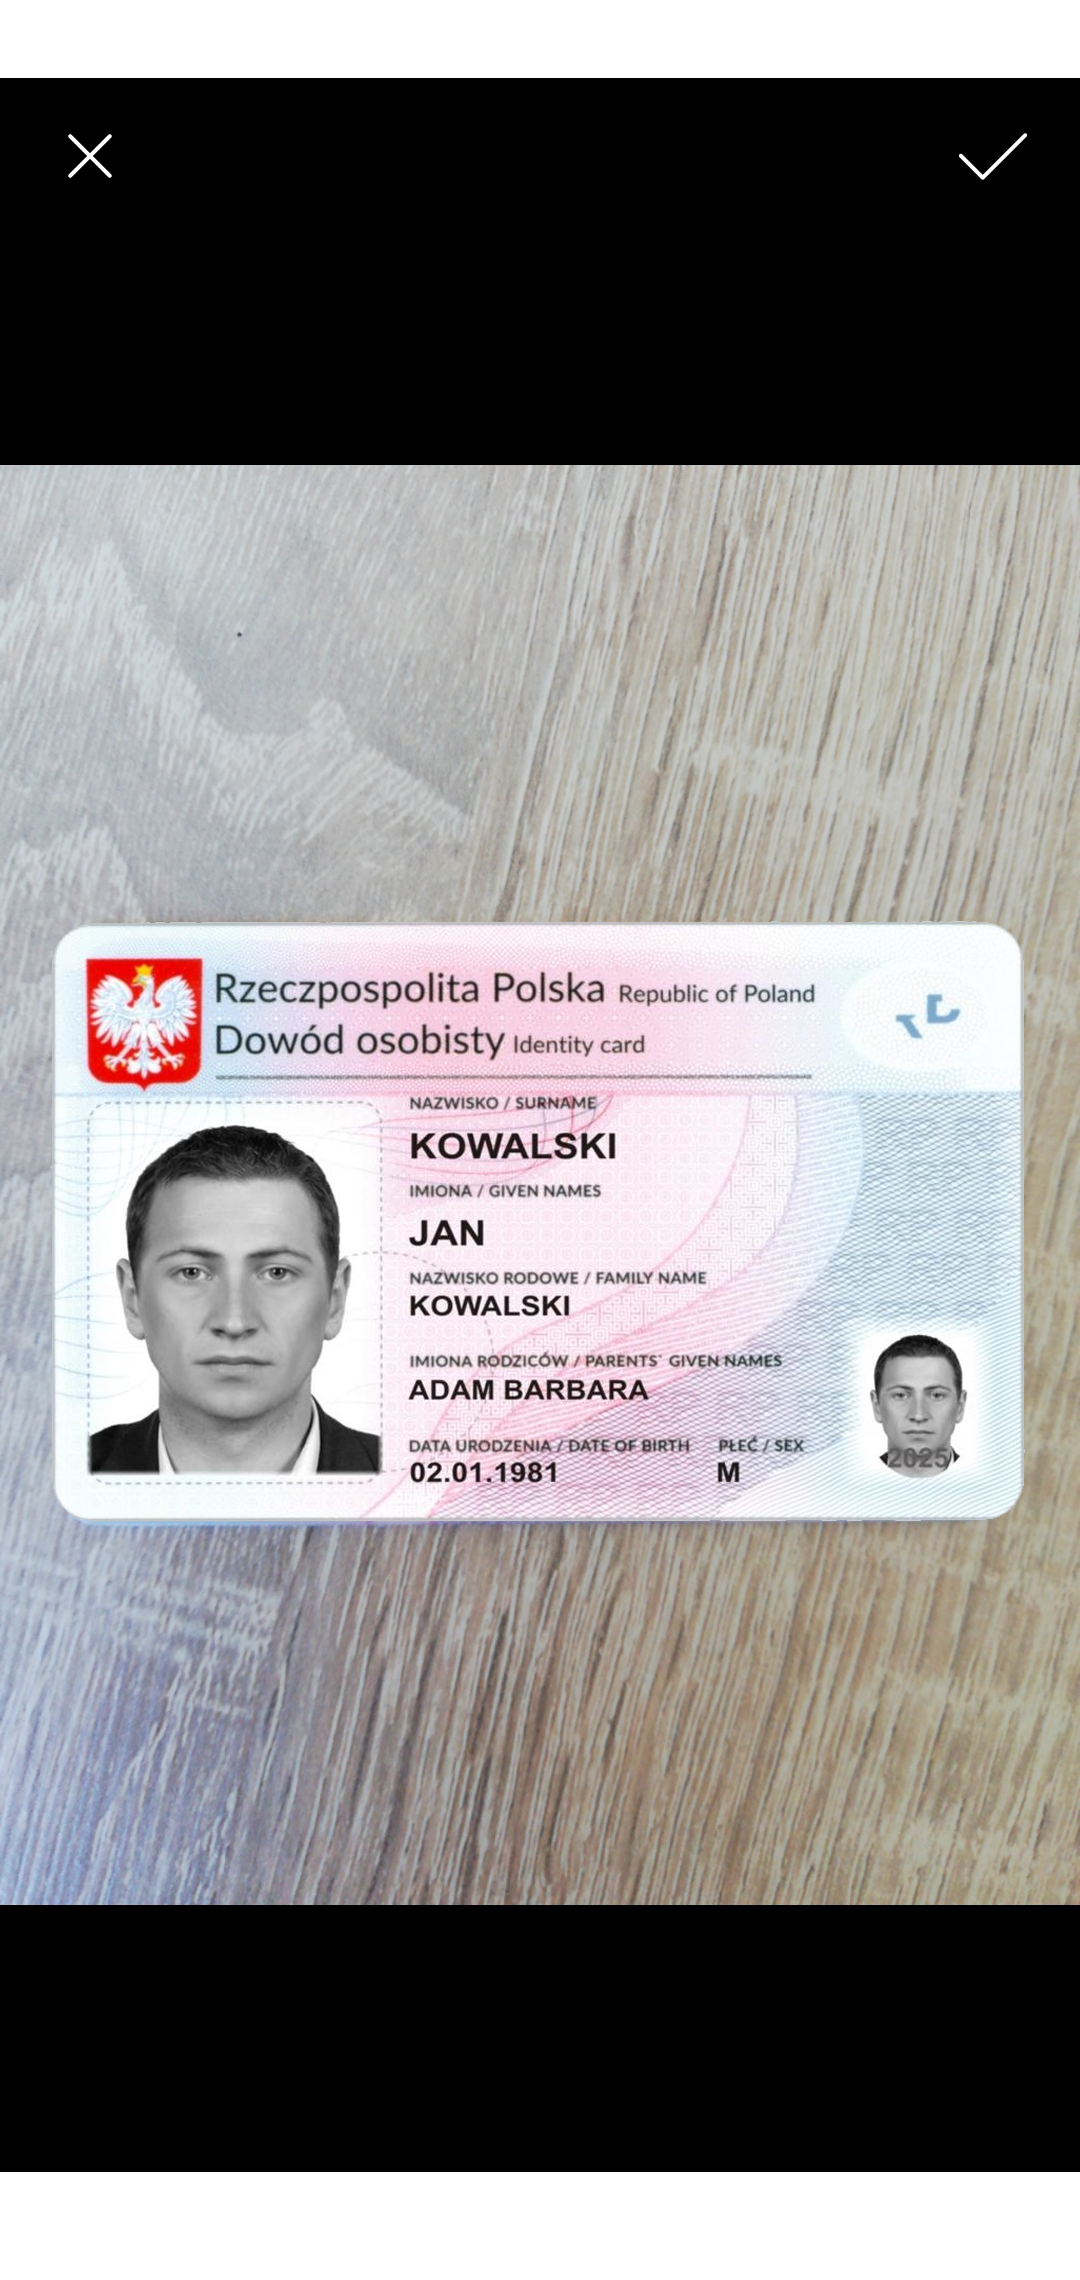 Rzeczpospolita Polska Republic of Poland
Dowód osobisty Identity card
NAZWISKO / SURNAME
KOWALSKI
IMIONA / GIVEN NAMES
JAN
NAZWISKO RODOWE / FAMILY NAME
KOWALSKI
IMIONA RODZICÓW / PARENTS` GIVEN NAMES
ADAM BARBARA
DATA URODZENIA / DATE OF BIRTH PŁEĆ / SEX
02.01.1981 M
2025